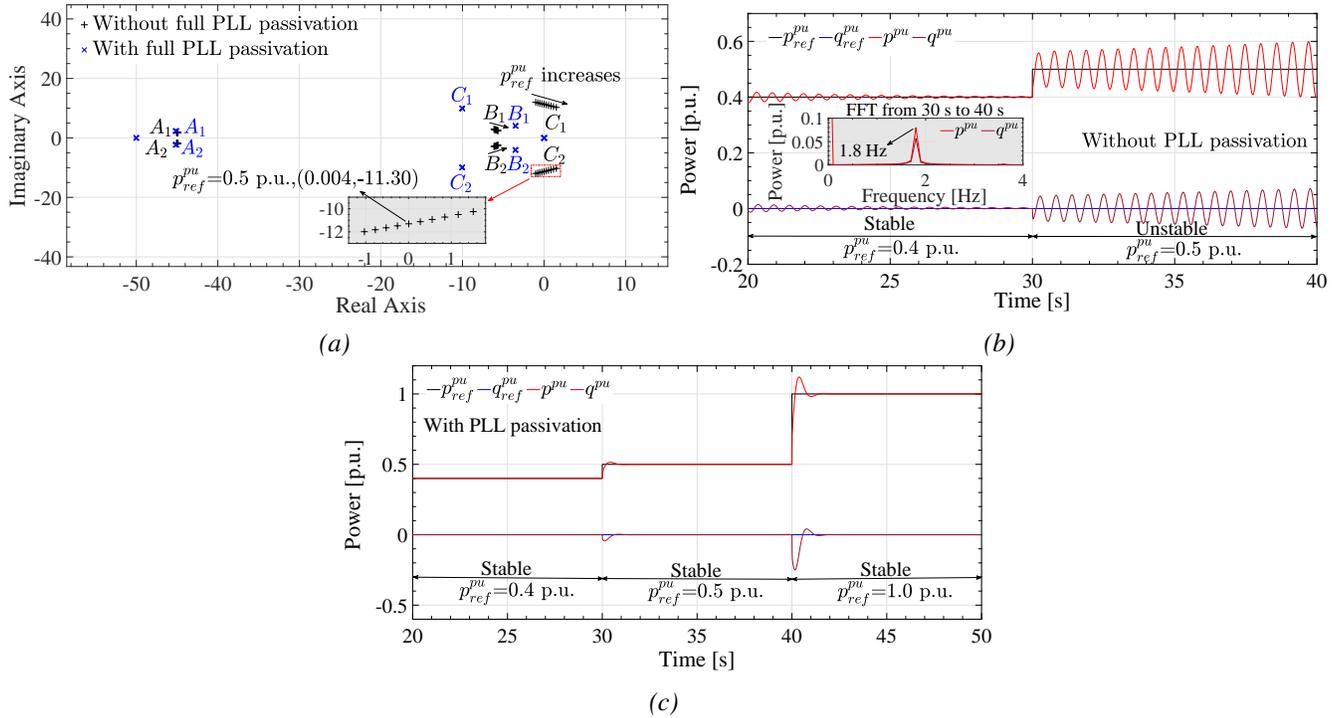 40
20
0
-20
-40
Imaginary Axis
+ Without full PLL passivation
× With full PLL passivation
p_ref^pu increases
C_1
B_1 B_1
C_1
A_1 A_1
A_2 A_2
B_2 B_2
C_2
C_2
p_ref^pu=0.5 p.u.,(0.004,-11.30)
-10
-12
-1 0 1
-50 -40 -30 -20 -10 0 10
Real Axis
(a)
0.6
0.4
0.2
0
-0.2
Power [p.u.]
p_ref^pu q_ref^pu p^pu q^pu
FFT from 30 s to 40 s
0.1
0.05
0
Power [p.u.]
p^pu q^pu
1.8 Hz
0 2 4
Frequency [Hz]
Without PLL passivation
Stable
p_ref^pu=0.4 p.u.
Unstable
p_ref^pu=0.5 p.u.
20 25 30 35 40
Time [s]
(b)
1
0.5
0
-0.5
Power [p.u.]
p_ref^pu q_ref^pu p^pu q^pu
With PLL passivation
Stable Stable Stable
p_ref^pu=0.4 p.u. p_ref^pu=0.5 p.u. p_ref^pu=1.0 p.u.
20 25 30 35 40 45 50
Time [s]
(c)